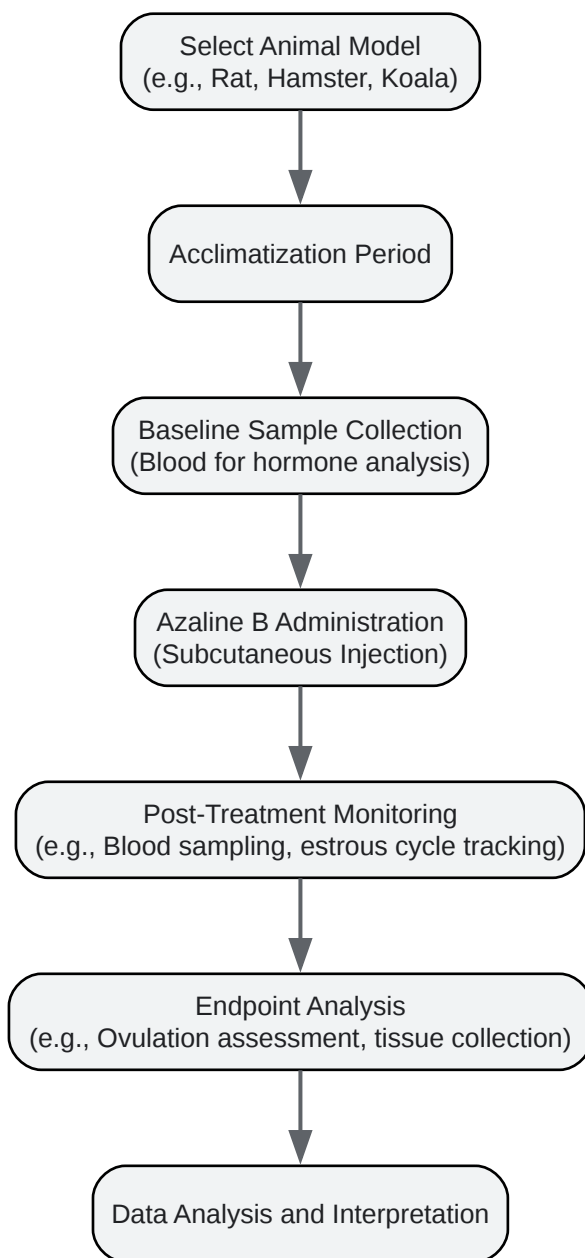 Select Animal Model
(e.g., Rat, Hamster, Koala)
Acclimatization Period
Baseline Sample Collection
(Blood for hormone analysis)
Azaline B Administration
(Subcutaneous Injection)
Post-Treatment Monitoring
(e.g., Blood sampling, estrous cycle tracking)
Endpoint Analysis
(e.g., Ovulation assessment, tissue collection)
Data Analysis and Interpretation